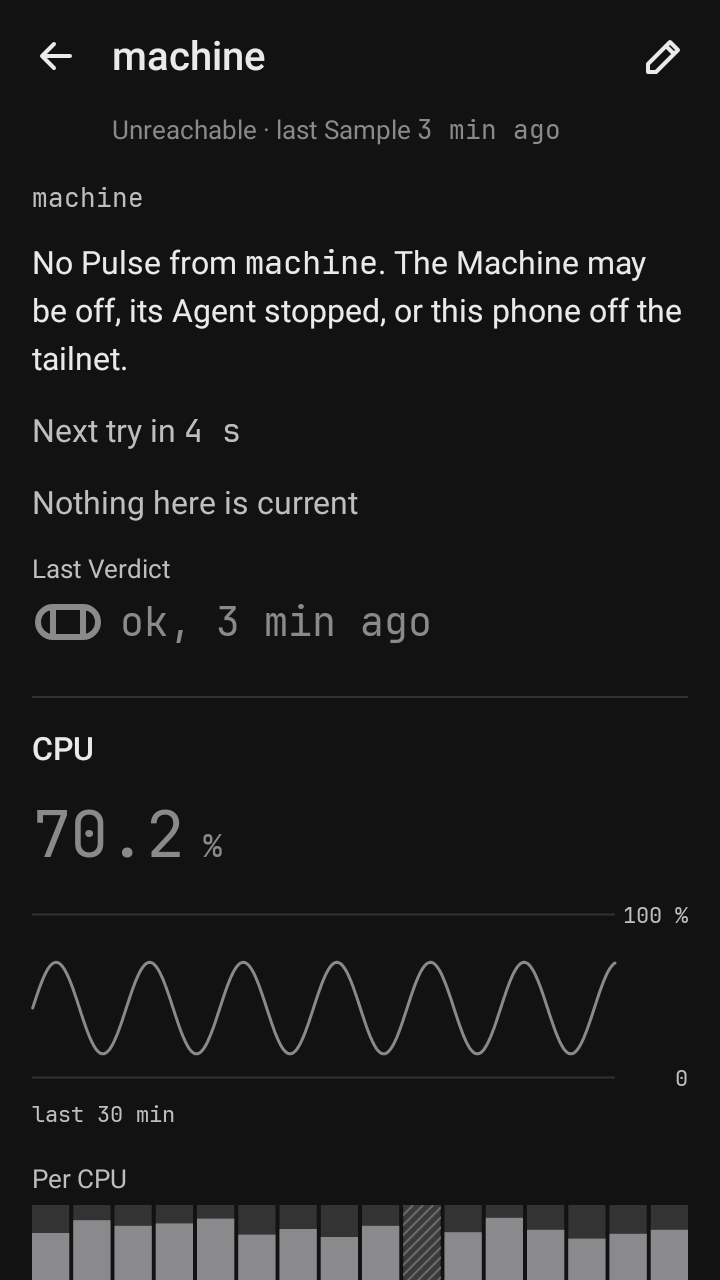 machine
Unreachable · last Sample 3 min ago
machine
No Pulse from machine. The Machine may
be off, its Agent stopped, or this phone off the
tailnet.
Next try in 4 s
Nothing here is current
Last Verdict
ok, 3 min ago
CPU
70.2 %
100 %
0
last 30 min
Per CPU